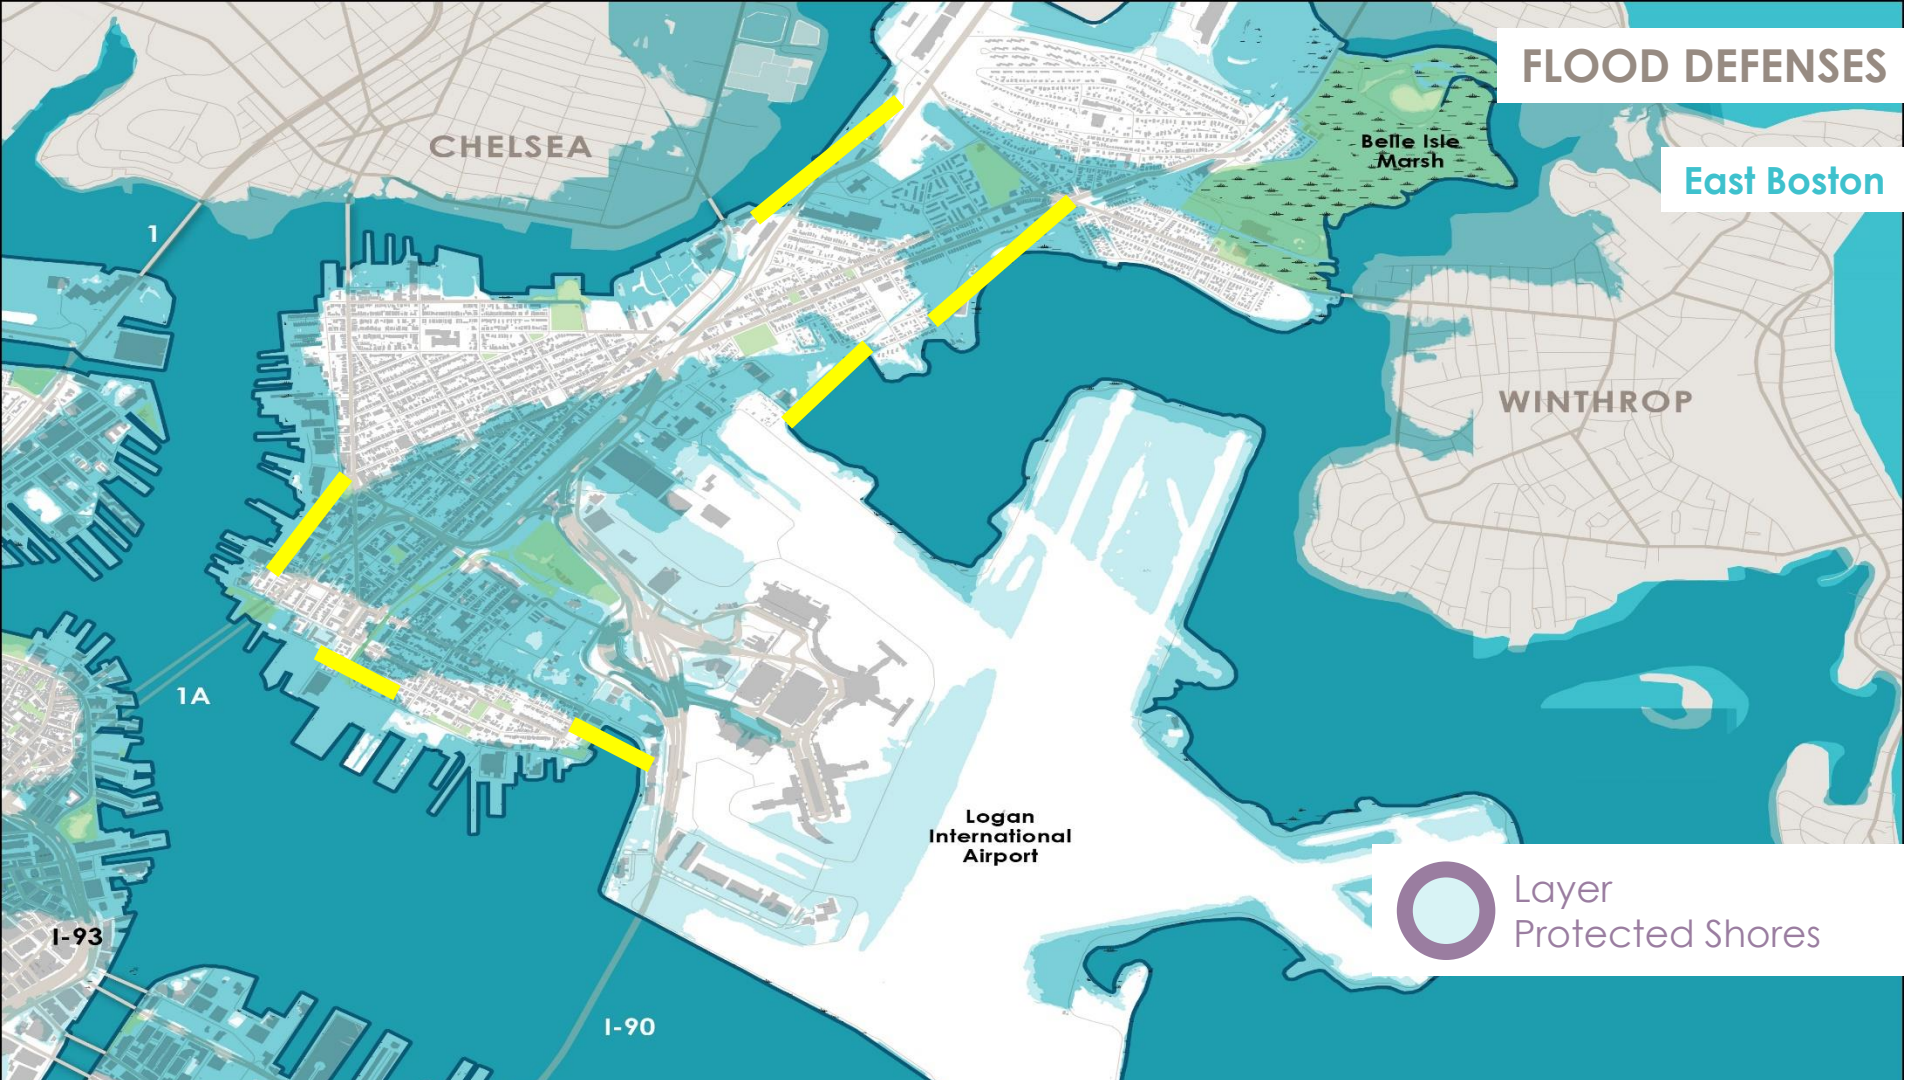 FLOOD DEFENSES
East Boston
CHELSEA
Belle Isle
Marsh
1
WINTHROP
1A
Logan
International
Airport
Layer
Protected Shores
I-93
I-90